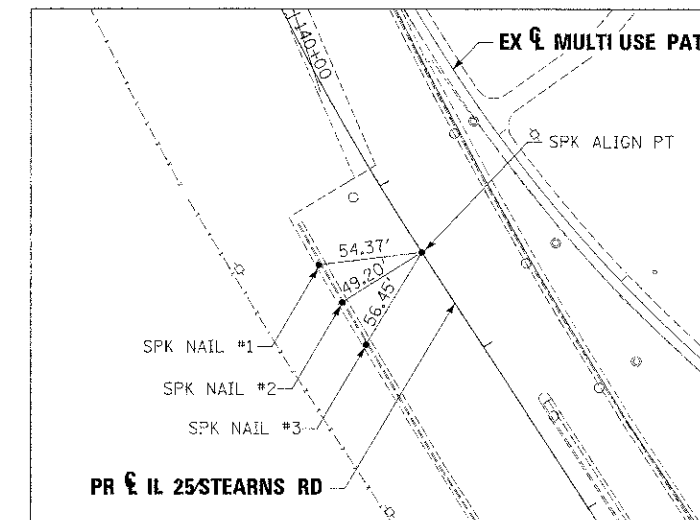 EX ℄ MULTI USE PAT
140+00
SPK ALIGN PT
54.37'
49.20'
56.45'
SPK NAIL #1
SPK NAIL #2
SPK NAIL #3
PR ℄ IL 25/STEARNS RD